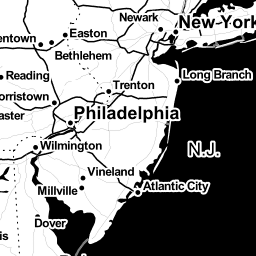 Newark
New York
entown
Easton
Bethlehem
Long Branch
Reading
Trenton
orristown
aster
Philadelphia
Wilmington
N.J.
Vineland
Millville
Atlantic City
Dover
is